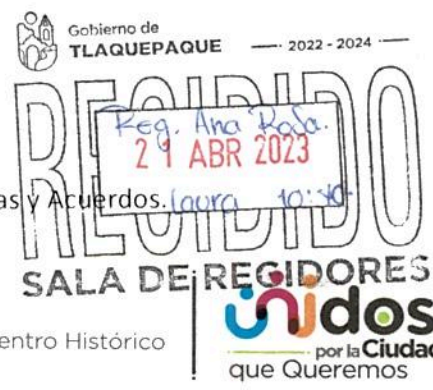 Gobierno de
TLAQUEPAQUE
2022 - 2024
RECIBIDO
Reg. Ana Rosa.
21 ABR 2023
as y Acuerdos. Laura 10:40
SALA DE REGIDORES
entro Histórico
Unidos
por la Ciudad
que Queremos